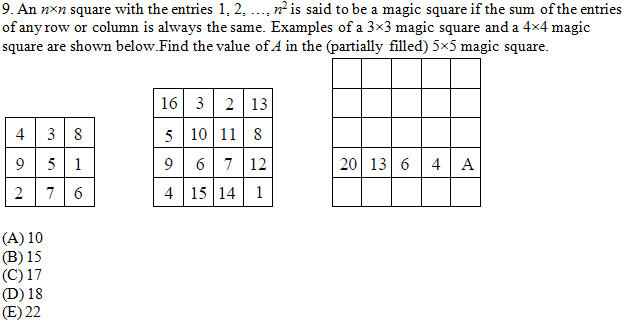 9. An n×n square with the entries 1, 2, …, n² is said to be a magic square if the sum of the entries
of any row or column is always the same. Examples of a 3×3 magic square and a 4×4 magic
square are shown below.Find the value of A in the (partially filled) 5×5 magic square.
16 3 2 13
4 3 8
5 10 11 8
9 5 1
9 6 7 12
20 13 6 4 A
2 7 6
4 15 14 1
(A) 10
(B) 15
(C) 17
(D) 18
(E) 22